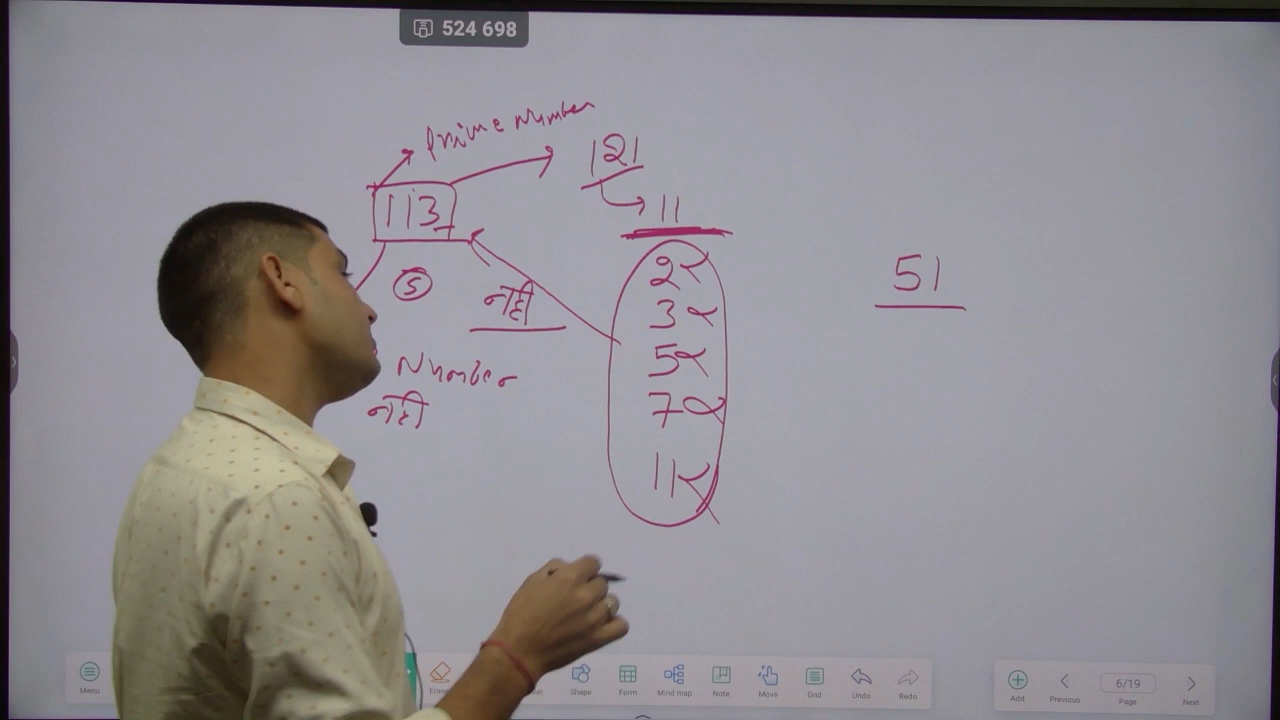 524 698
Prime Number
113
121
11
5
नही
2
3
5
7
11
51
Number
नही
Menu
Shape
Form
Mind map
Note
Move
Grid
Undo
Redo
Add
Previous
6/19
Page
Next